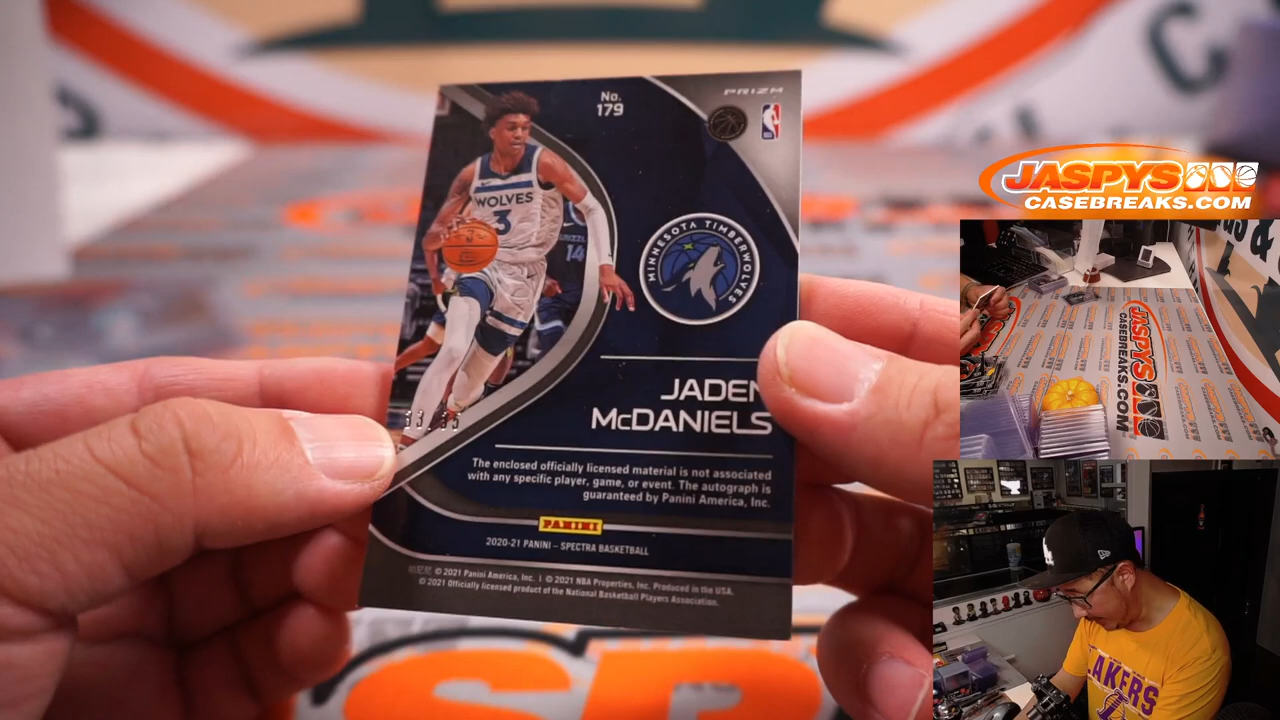 No.
179
PRIZM
WOLVES
3
GRIZZL
14
MINNESOTA TIMBERWOLVES
JADEN
McDANIELS
The enclosed officially licensed material is not associated
with any specific player, game, or event. The autograph is
guaranteed by Panini America, Inc.
PANINI
2020-21 PANINI – SPECTRA BASKETBALL
© 2021 Panini America, Inc. | © 2021 NBA Properties, Inc. Produced in the USA.
© 2021 Officially licensed product of the National Basketball Players Association.
JASPYS
CASEBREAKS.COM
JASPYS
CASEBREAKS.COM
LAKERS